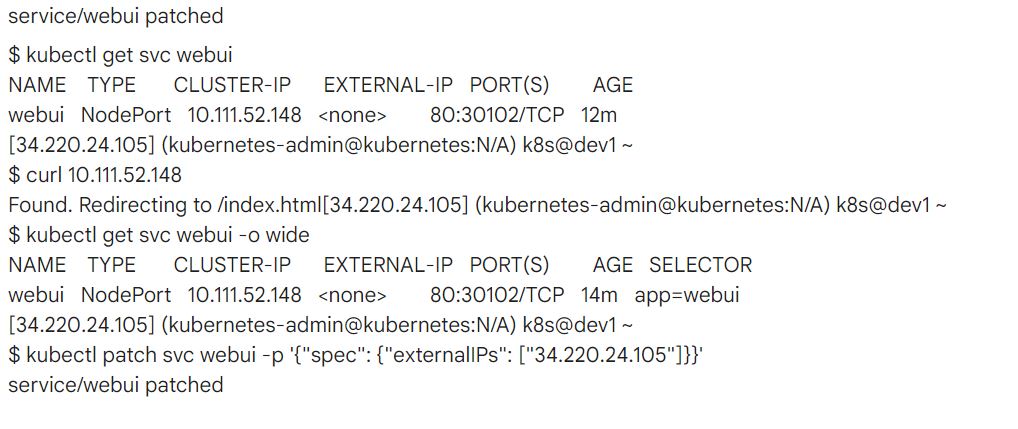 service/webui patched
$ kubectl get svc webui
NAME TYPE CLUSTER-IP EXTERNAL-IP PORT(S) AGE
webui NodePort 10.111.52.148 <none> 80:30102/TCP 12m
[34.220.24.105] (kubernetes-admin@kubernetes:N/A) k8s@dev1 ~
$ curl 10.111.52.148
Found. Redirecting to /index.html[34.220.24.105] (kubernetes-admin@kubernetes:N/A) k8s@dev1 ~
$ kubectl get svc webui -o wide
NAME TYPE CLUSTER-IP EXTERNAL-IP PORT(S) AGE SELECTOR
webui NodePort 10.111.52.148 <none> 80:30102/TCP 14m app=webui
[34.220.24.105] (kubernetes-admin@kubernetes:N/A) k8s@dev1 ~
$ kubectl patch svc webui -p '{"spec": {"externalIPs": ["34.220.24.105"]}}'
service/webui patched